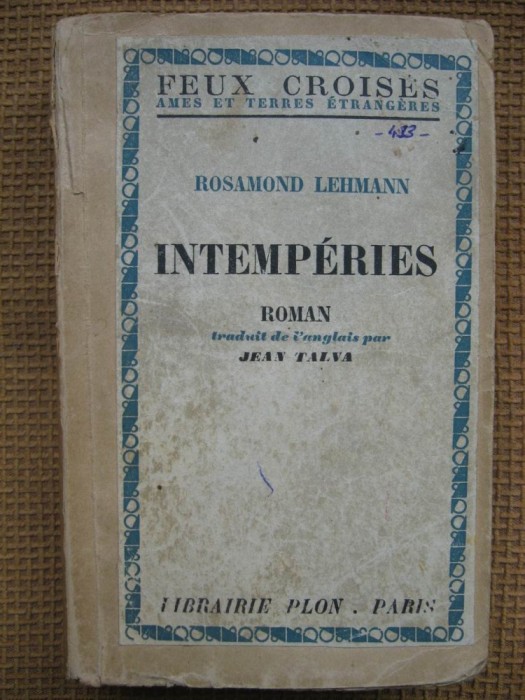 FEUX CROISÉS
AMES ET TERRES ÉTRANGÈRES
- 433 -
ROSAMOND LEHMANN
INTEMPÉRIES
ROMAN
traduit de l'anglais par
JEAN TALVA
LIBRAIRIE PLON . PARIS